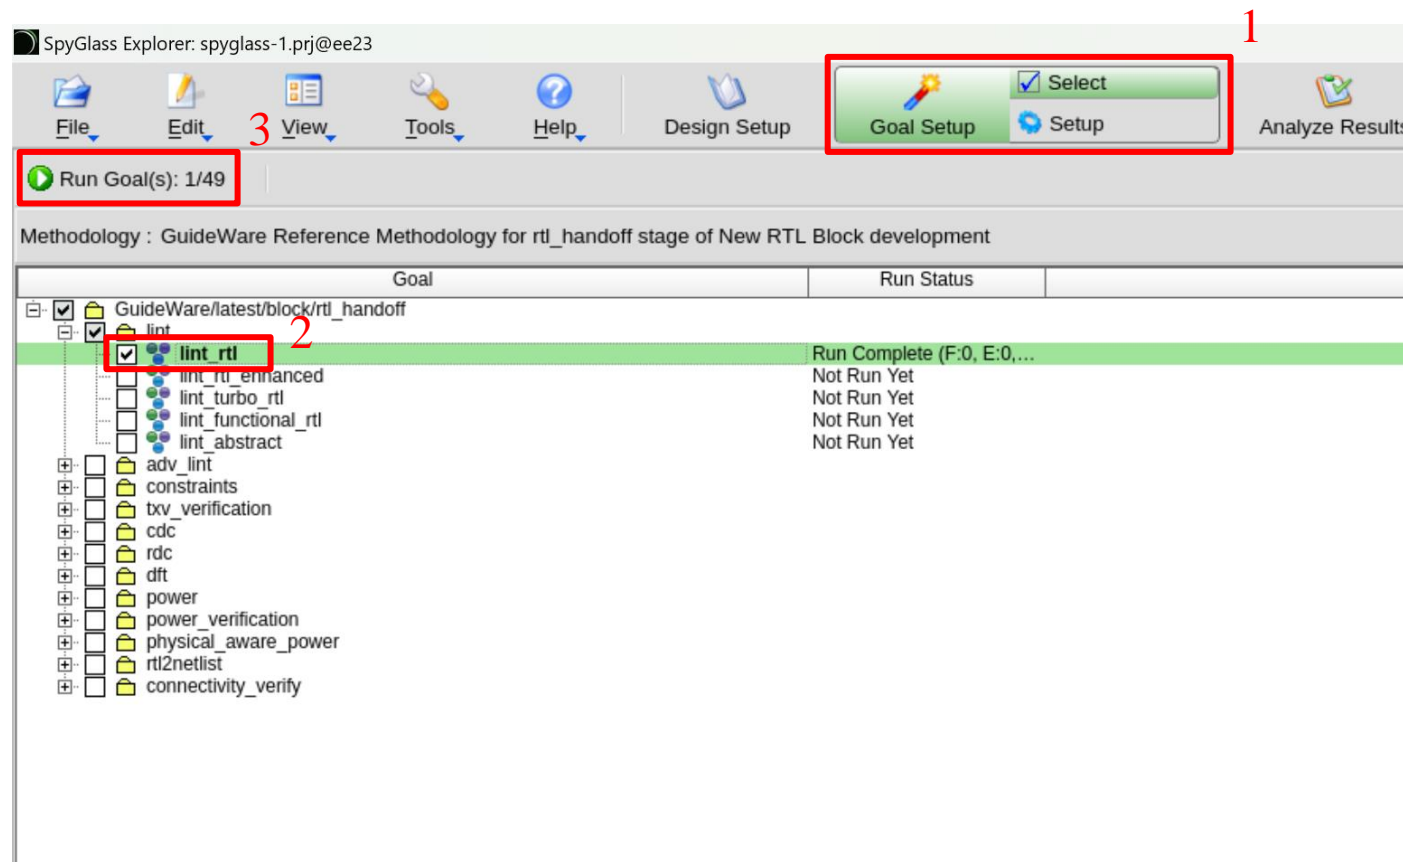 1
SpyGlass Explorer: spyglass-1.prj@ee23
File Edit View Tools Help Design Setup Goal Setup Select Setup Analyze Results
3
Run Goal(s): 1/49
Methodology : GuideWare Reference Methodology for rtl_handoff stage of New RTL Block development
Goal Run Status
GuideWare/latest/block/rtl_handoff
lint
2
lint_rtl Run Complete (F:0, E:0,...
lint_rtl_enhanced Not Run Yet
lint_turbo_rtl Not Run Yet
lint_functional_rtl Not Run Yet
lint_abstract Not Run Yet
adv_lint
constraints
txv_verification
cdc
rdc
dft
power
power_verification
physical_aware_power
rtl2netlist
connectivity_verify